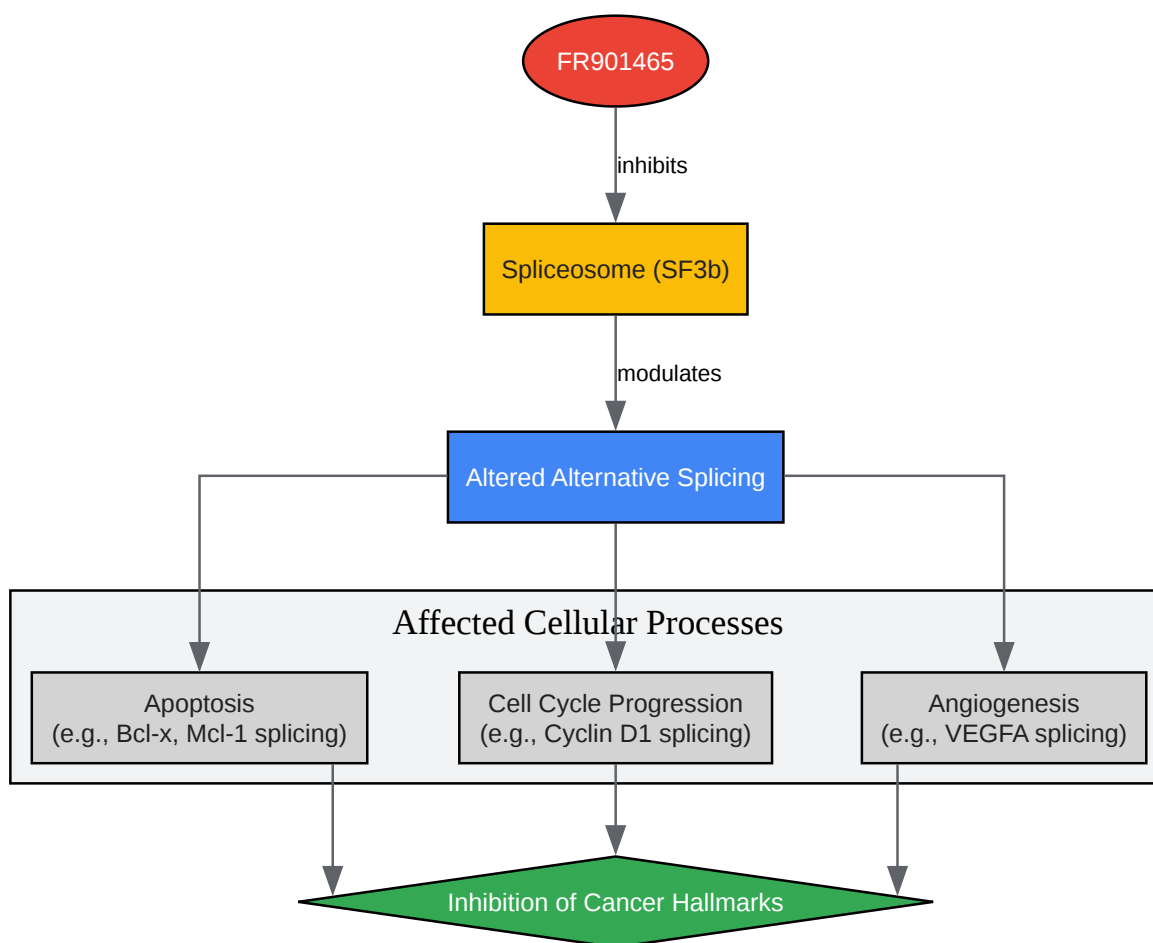 FR901465
inhibits
Spliceosome (SF3b)
modulates
Altered Alternative Splicing
Affected Cellular Processes
Apoptosis
(e.g., Bcl-x, Mcl-1 splicing)
Cell Cycle Progression
(e.g., Cyclin D1 splicing)
Angiogenesis
(e.g., VEGFA splicing)
Inhibition of Cancer Hallmarks